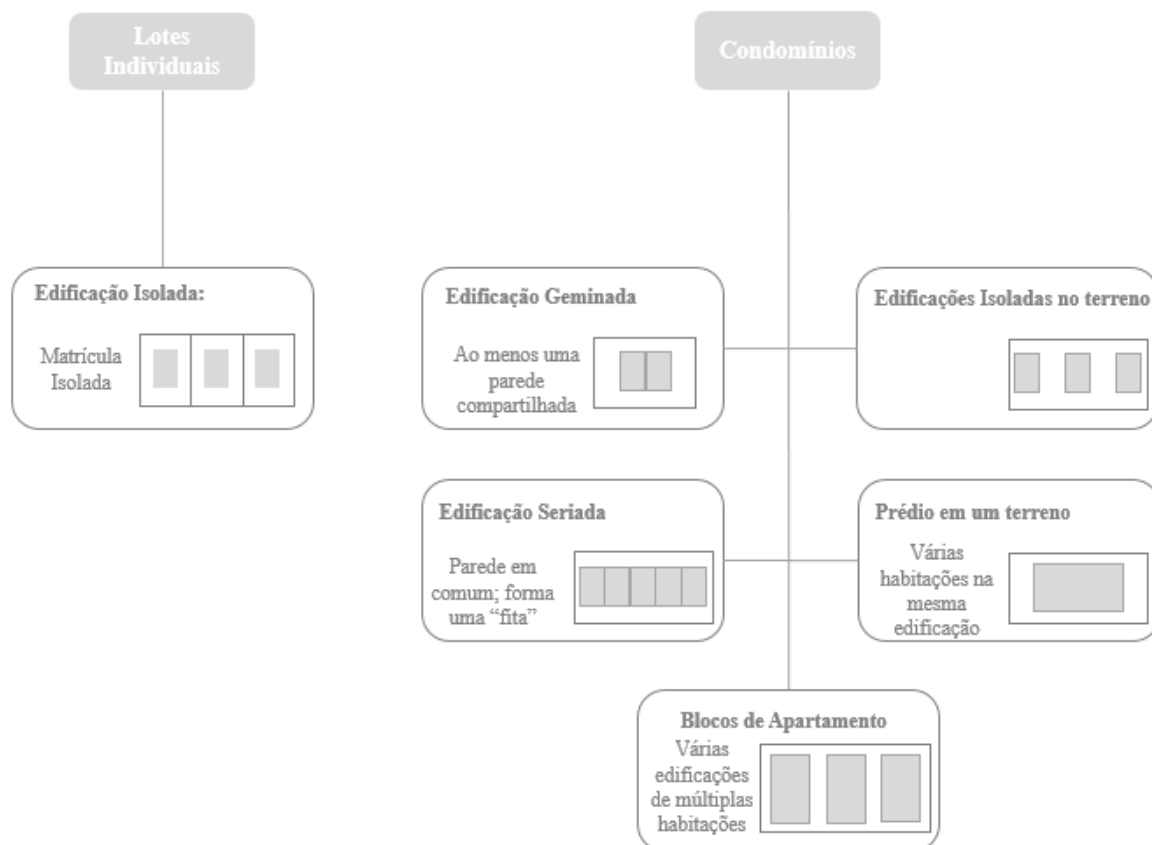 Lotes
Individuais
Condomínios
Edificação Isolada:
Matrícula
Isolada
Edificação Geminada
Ao menos uma
parede
compartilhada
Edificações Isoladas no terreno
Edificação Seriada
Parede em
comum; forma
uma “fita”
Prédio em um terreno
Várias
habitações na
mesma
edificação
Blocos de Apartamento
Várias
edificações
de múltiplas
habitações